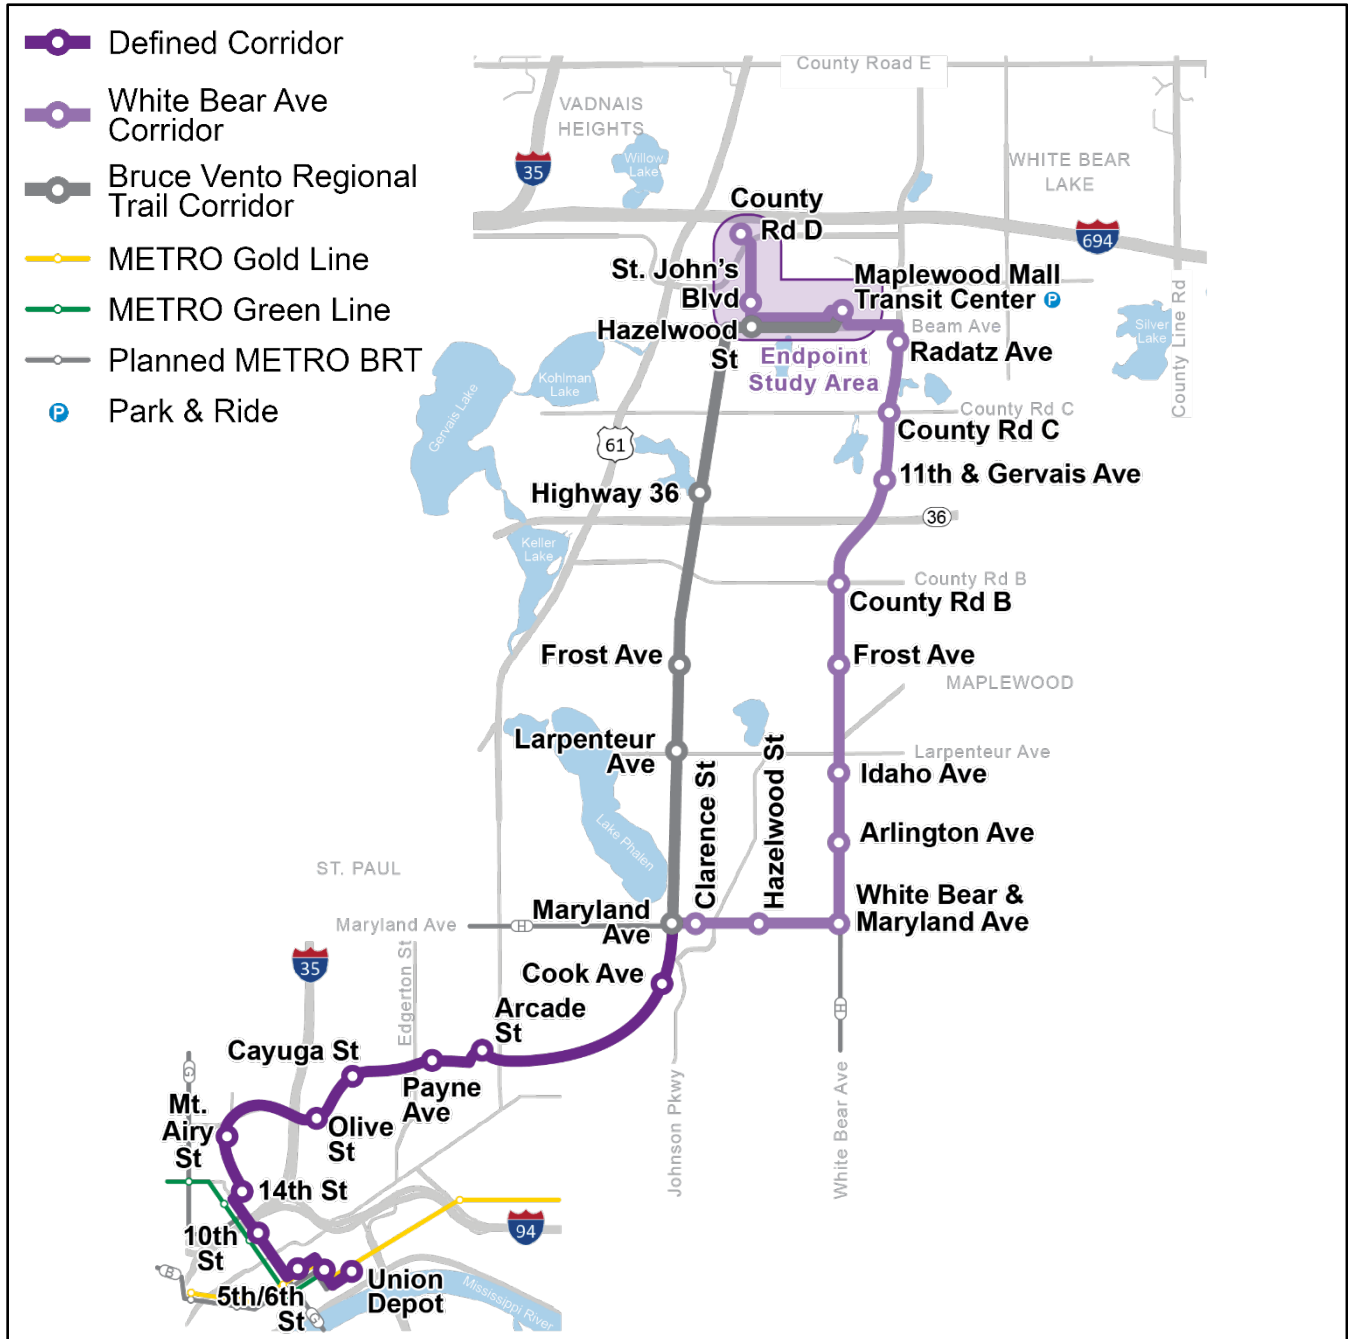 Defined Corridor
White Bear Ave
Corridor
Bruce Vento Regional
Trail Corridor
METRO Gold Line
METRO Green Line
Planned METRO BRT
P
Park & Ride
County Road E
VADNAIS
HEIGHTS
Willow
Lake
35
WHITE BEAR
LAKE
County
Rd D
694
St. John's
Blvd
Maplewood Mall
Transit Center
P
Hazelwood
St
Beam Ave
Radatz Ave
Endpoint
Study Area
Silver
Lake
County Line Rd
Kohlman
Lake
Gervais Lake
County Rd C
County Rd C
61
11th & Gervais Ave
Highway 36
36
Keller
Lake
County Rd B
County Rd B
Frost Ave
Frost Ave
MAPLEWOOD
Larpenteur
Ave
Larpenteur Ave
Clarence St
Hazelwood St
Idaho Ave
Lake Phalen
Arlington Ave
ST. PAUL
White Bear &
Maryland Ave
Maryland
Ave
Maryland Ave
H
35
Edgerton St
Cook Ave
Arcade
St
H
Cayuga St
Payne
Ave
G
Mt.
Airy
St
Olive
St
Johnson Pkwy
White Bear Ave
14th St
10th
St
94
B
5th/6th
St
G
Union
Depot
Mississippi River